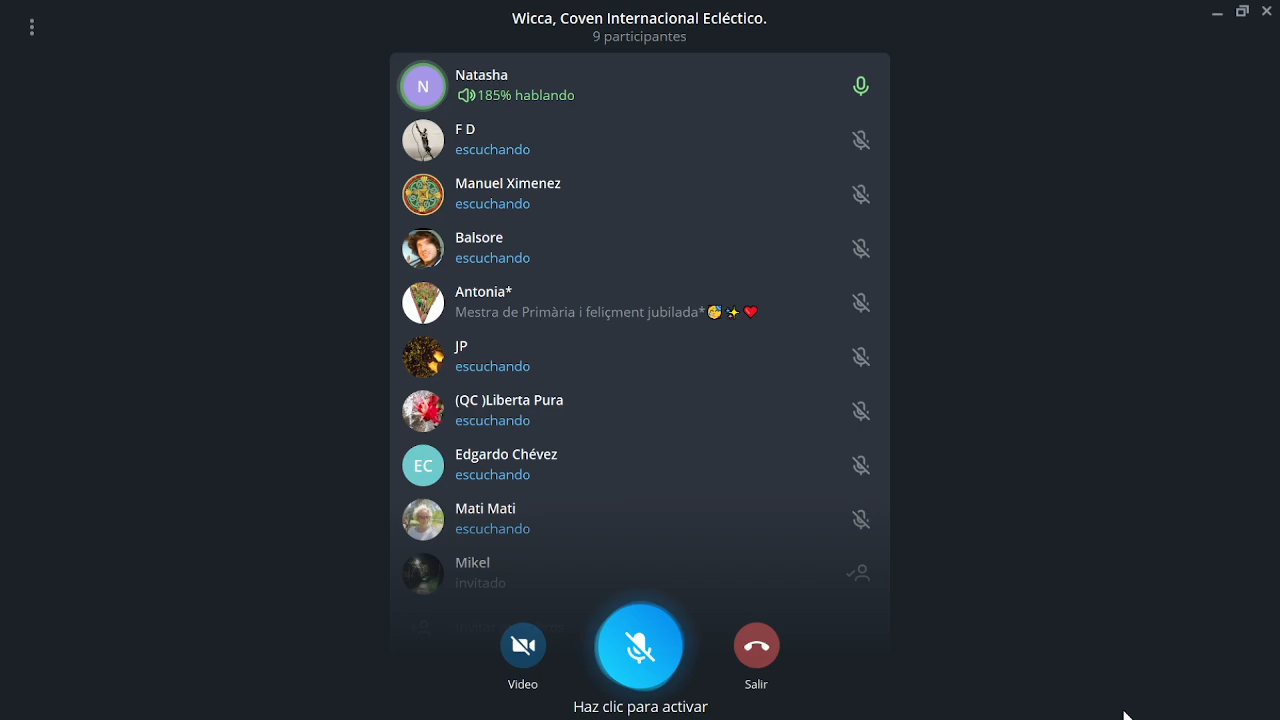 Wicca, Coven Internacional Ecléctico.
9 participantes
N
Natasha
185% hablando
F D
escuchando
Manuel Ximenez
escuchando
Balsore
escuchando
Antonia*
Mestra de Primària i feliçment jubilada*🥳✨❤️
JP
escuchando
(QC )Liberta Pura
escuchando
EC
Edgardo Chévez
escuchando
Mati Mati
escuchando
Mikel
invitado
Video
Salir
Haz clic para activar